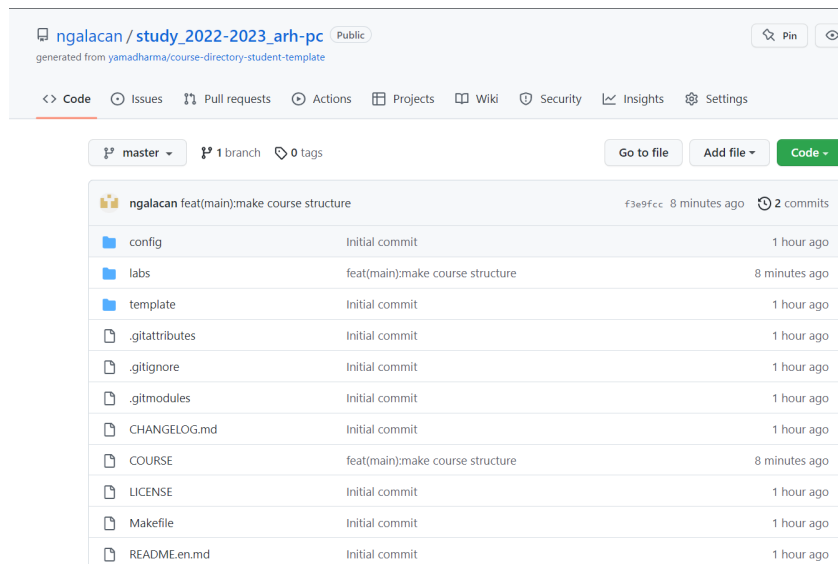 ngalacan / study_2022-2023_arh-pc Public Pin
generated from yamadharma/course-directory-student-template
<> Code Issues Pull requests Actions Projects Wiki Security Insights Settings
master 1 branch 0 tags Go to file Add file Code
ngalacan feat(main):make course structure f3e9fcc 8 minutes ago 2 commits
config Initial commit 1 hour ago
labs feat(main):make course structure 8 minutes ago
template Initial commit 1 hour ago
.gitattributes Initial commit 1 hour ago
.gitignore Initial commit 1 hour ago
.gitmodules Initial commit 1 hour ago
CHANGELOG.md Initial commit 1 hour ago
COURSE feat(main):make course structure 8 minutes ago
LICENSE Initial commit 1 hour ago
Makefile Initial commit 1 hour ago
README.en.md Initial commit 1 hour ago